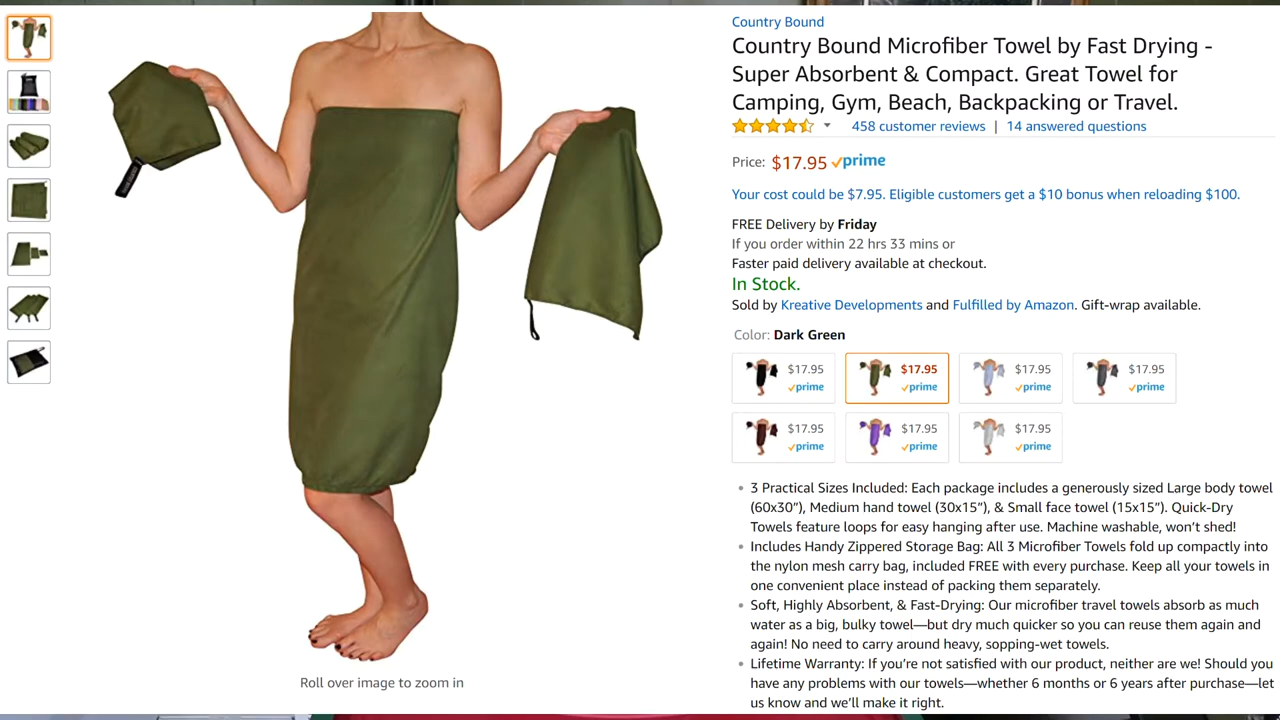 Country Bound
Country Bound Microfiber Towel by Fast Drying -
Super Absorbent & Compact. Great Towel for
Camping, Gym, Beach, Backpacking or Travel.
458 customer reviews | 14 answered questions
Price: $17.95 prime
Your cost could be $7.95. Eligible customers get a $10 bonus when reloading $100.
FREE Delivery by Friday
If you order within 22 hrs 33 mins or
Faster paid delivery available at checkout.
In Stock.
Sold by Kreative Developments and Fulfilled by Amazon. Gift-wrap available.
Color: Dark Green
$17.95 $17.95 $17.95 $17.95
prime prime prime prime
$17.95 $17.95 $17.95
prime prime prime
• 3 Practical Sizes Included: Each package includes a generously sized Large body towel
(60x30”), Medium hand towel (30x15”), & Small face towel (15x15”). Quick-Dry
Towels feature loops for easy hanging after use. Machine washable, won’t shed!
• Includes Handy Zippered Storage Bag: All 3 Microfiber Towels fold up compactly into
the nylon mesh carry bag, included FREE with every purchase. Keep all your towels in
one convenient place instead of packing them separately.
• Soft, Highly Absorbent, & Fast-Drying: Our microfiber travel towels absorb as much
water as a big, bulky towel—but dry much quicker so you can reuse them again and
again! No need to carry around heavy, sopping-wet towels.
• Lifetime Warranty: If you’re not satisfied with our product, neither are we! Should you
have any problems with our towels—whether 6 months or 6 years after purchase—let
us know and we’ll make it right.
Roll over image to zoom in